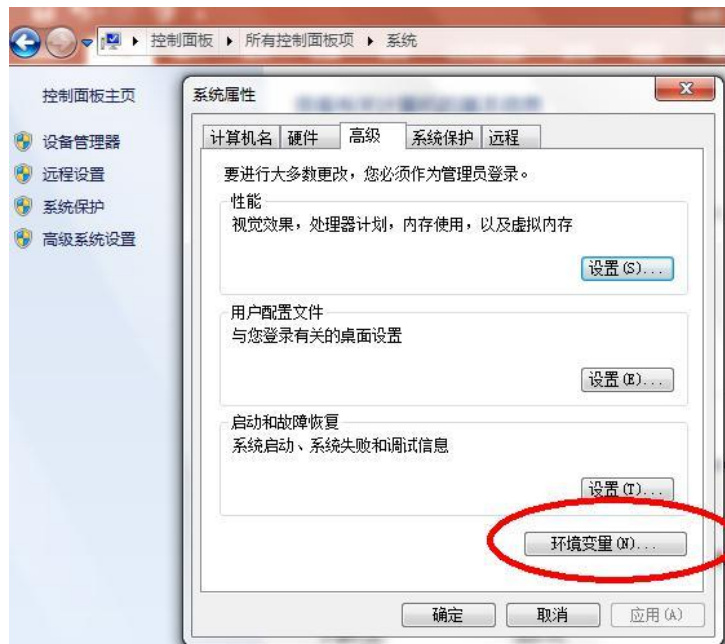 控制面板 ▸ 所有控制面板项 ▸ 系统
控制面板主页
设备管理器
远程设置
系统保护
高级系统设置
系统属性
计算机名 硬件 高级 系统保护 远程
要进行大多数更改，您必须作为管理员登录。
性能
视觉效果，处理器计划，内存使用，以及虚拟内存
设置(S)...
用户配置文件
与您登录有关的桌面设置
设置(E)...
启动和故障恢复
系统启动、系统失败和调试信息
设置(T)...
环境变量(N)...
确定 取消 应用(A)